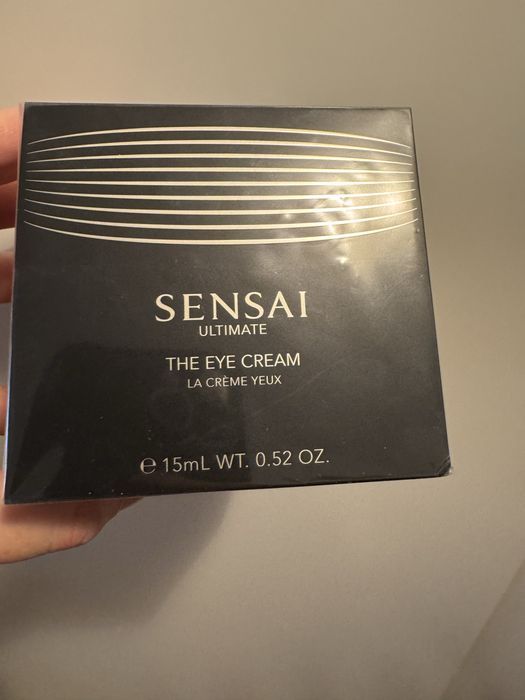 SENSAI
ULTIMATE
THE EYE CREAM
LA CRÈME YEUX
℮ 15mL WT. 0.52 OZ.